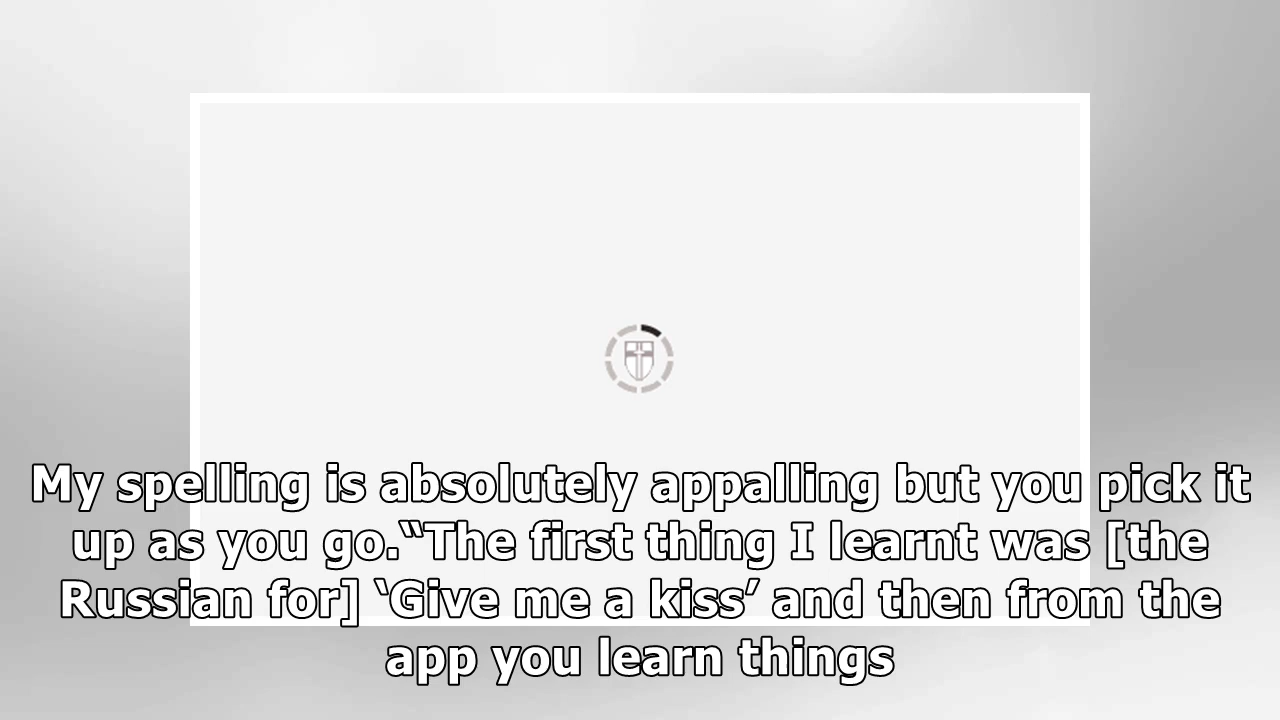 My spelling is absolutely appalling but you pick it
up as you go.“The first thing I learnt was [the
Russian for] ‘Give me a kiss’ and then from the
app you learn things